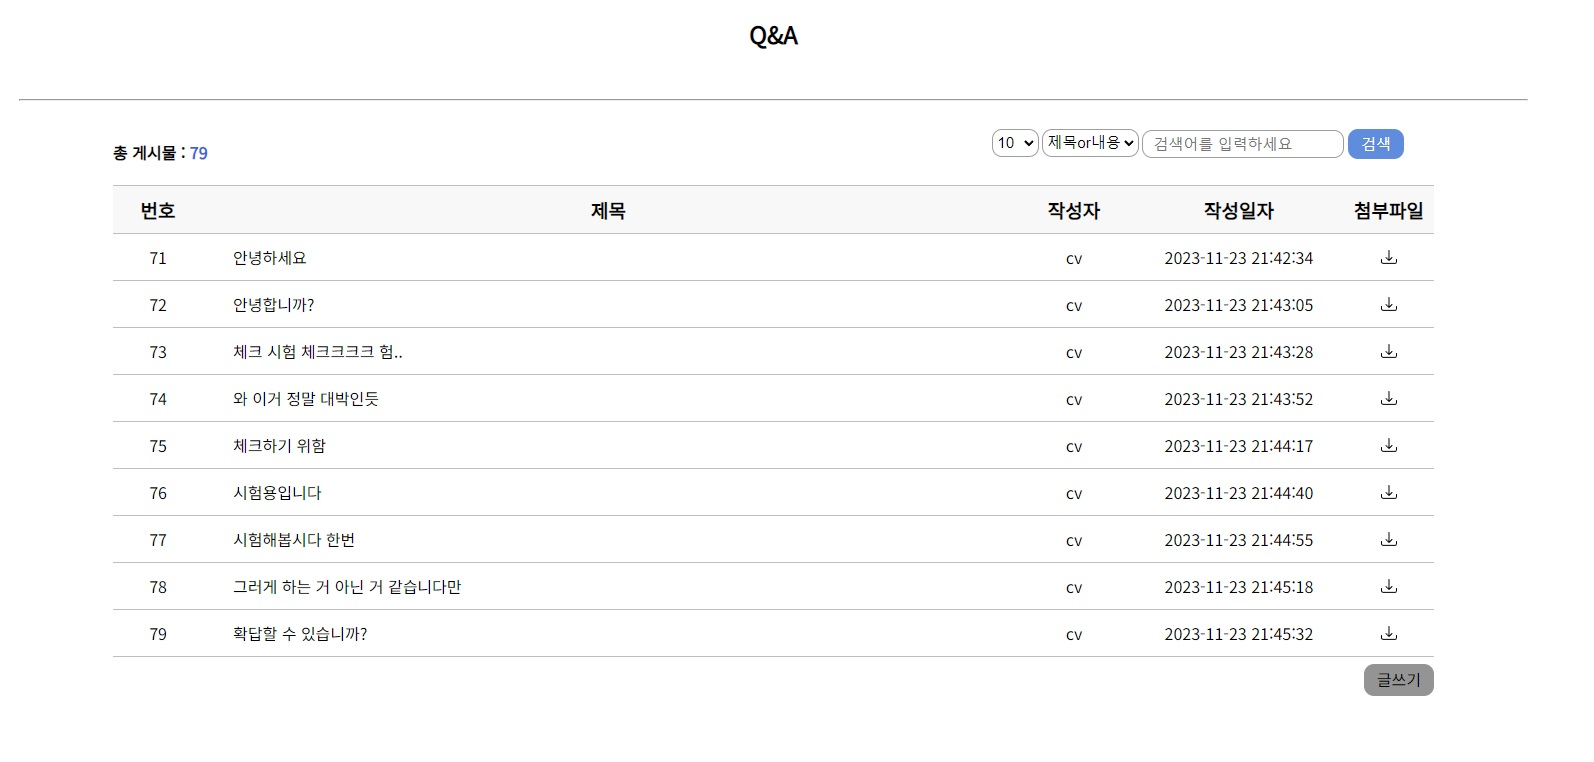 Q&A
총 게시물 : 79
10 제목or내용 검색어를 입력하세요 검색
번호 제목 작성자 작성일자 첨부파일
71 안녕하세요 cv 2023-11-23 21:42:34
72 안녕합니까? cv 2023-11-23 21:43:05
73 체크 시험 체크크크크 험.. cv 2023-11-23 21:43:28
74 와 이거 정말 대박인듯 cv 2023-11-23 21:43:52
75 체크하기 위함 cv 2023-11-23 21:44:17
76 시험용입니다 cv 2023-11-23 21:44:40
77 시험해봅시다 한번 cv 2023-11-23 21:44:55
78 그러게 하는 거 아닌 거 같습니다만 cv 2023-11-23 21:45:18
79 확답할 수 있습니까? cv 2023-11-23 21:45:32
글쓰기